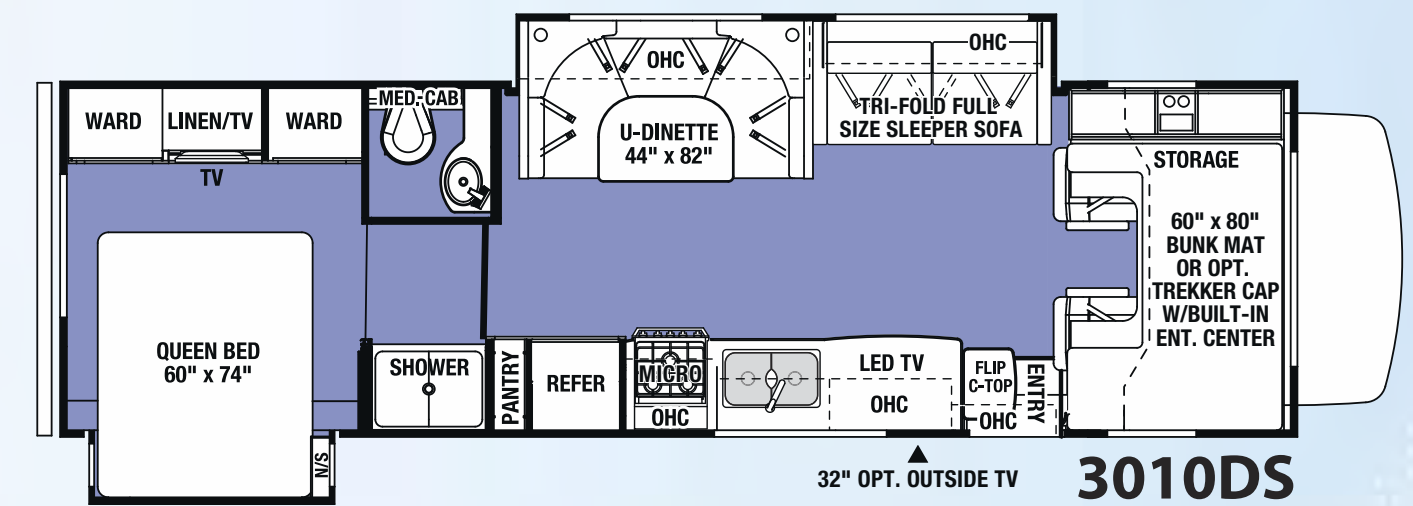 OHC
OHC
MED. CAB
WARD
LINEN/TV
WARD
TV
U-DINETTE
44" x 82"
TRI-FOLD FULL
SIZE SLEEPER SOFA
STORAGE
60" x 80"
BUNK MAT
OR OPT.
TREKKER CAP
W/BUILT-IN
ENT. CENTER
QUEEN BED
60" x 74"
N/S
SHOWER
PANTRY
REFER
MICRO
OHC
LED TV
OHC
FLIP
C-TOP
OHC
ENTRY
32" OPT. OUTSIDE TV
3010DS